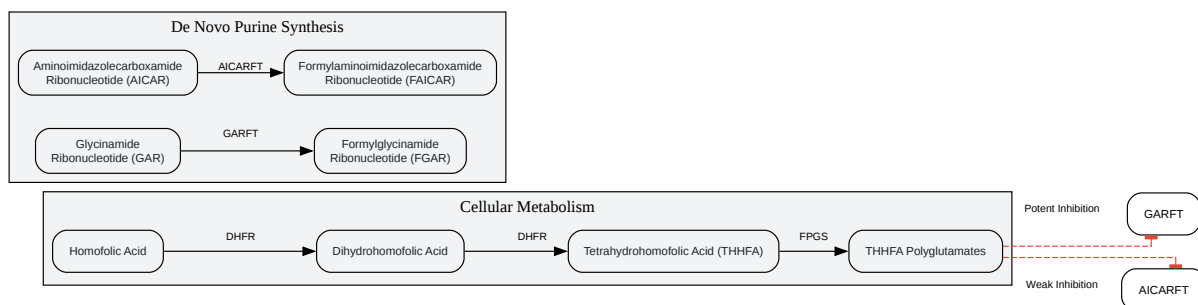 De Novo Purine Synthesis
Aminoimidazolecarboxamide
Ribonucleotide (AICAR)
AICARFT
Formylaminoimidazolecarboxamide
Ribonucleotide (FAICAR)
Glycinamide
Ribonucleotide (GAR)
GARFT
Formylglycinamide
Ribonucleotide (FGAR)
Cellular Metabolism
Homofolic Acid
DHFR
Dihydrohomofolic Acid
DHFR
Tetrahydrohomofolic Acid (THHFA)
FPGS
THHFA Polyglutamates
Potent Inhibition
GARFT
Weak Inhibition
AICARFT